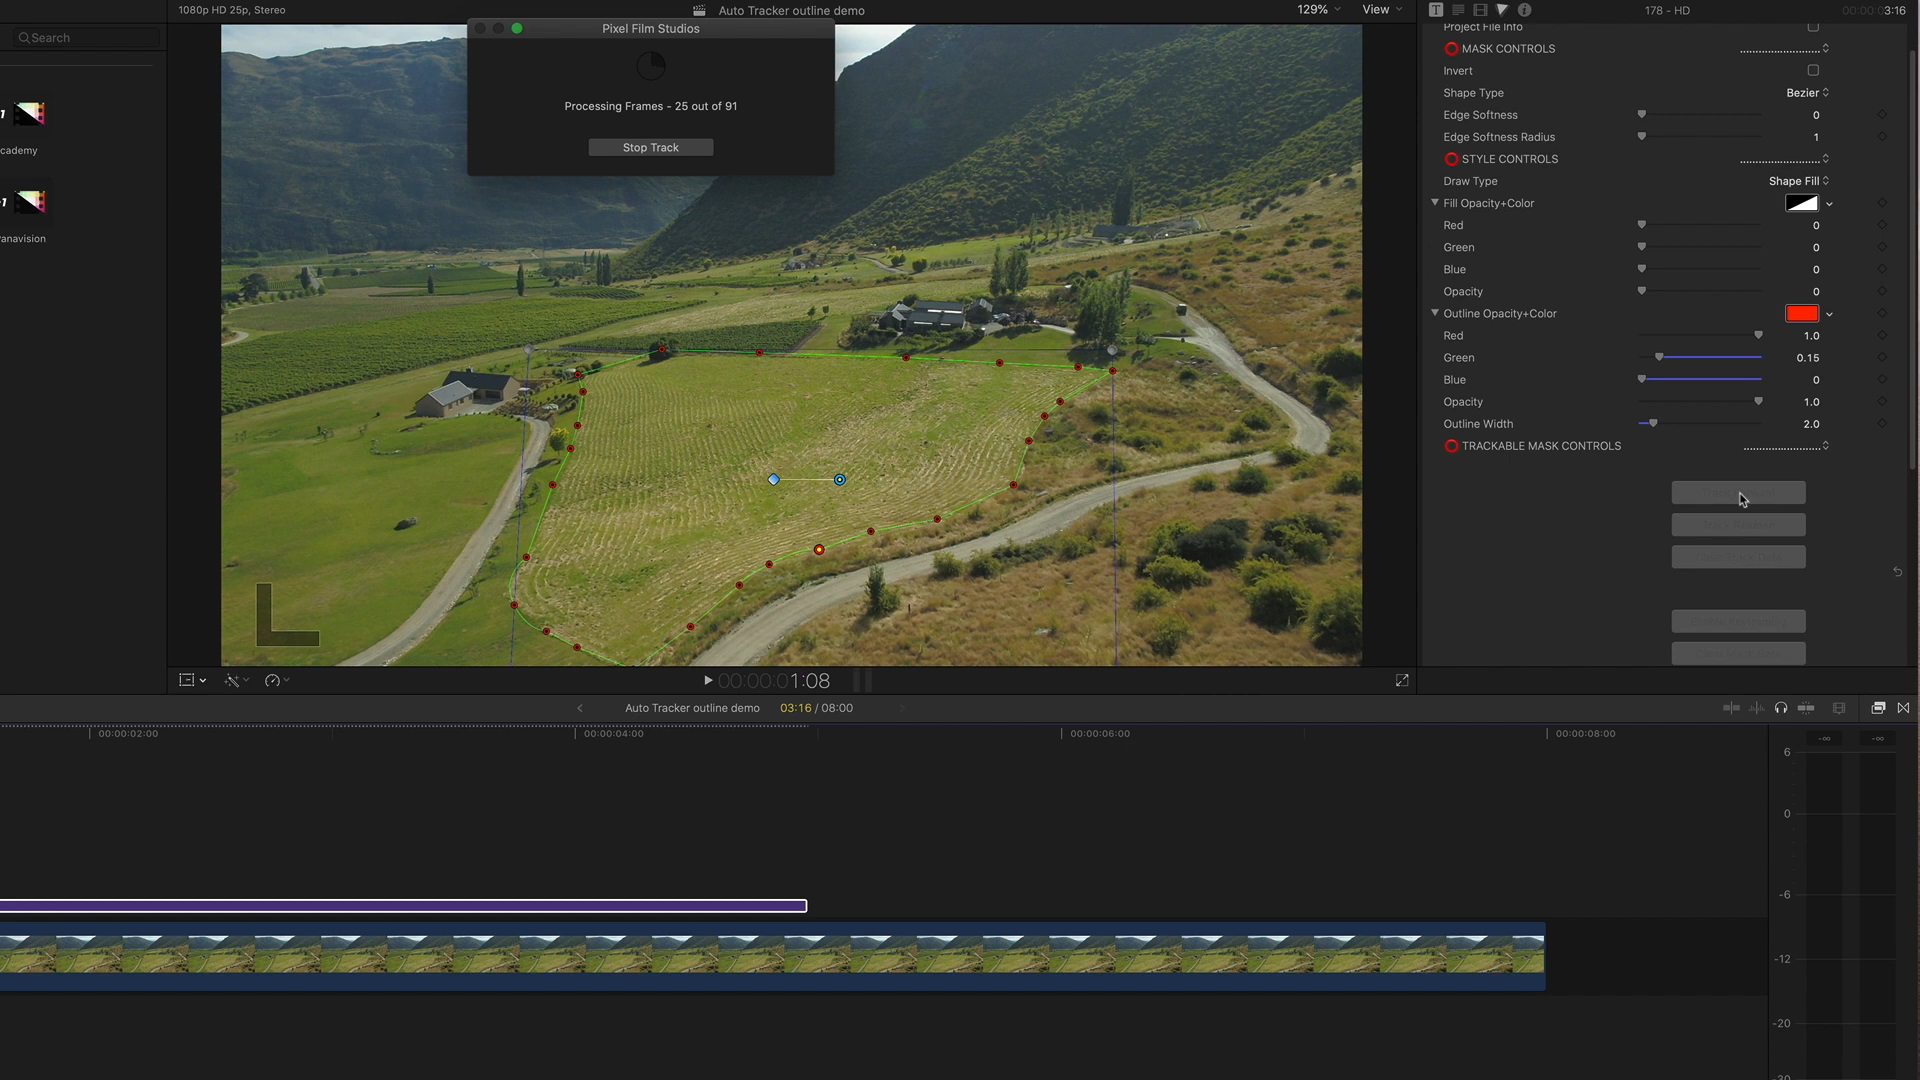 1080p HD 25p, Stereo
Auto Tracker outline demo
129%
View
178 - HD
3:16
Search
Pixel Film Studios
Processing Frames - 25 out of 91
Stop Track
cademy
anavision
Project File Info
MASK CONTROLS
Invert
Shape Type
Bezier
Edge Softness
0
Edge Softness Radius
1
STYLE CONTROLS
Draw Type
Shape Fill
Fill Opacity+Color
Red
0
Green
0
Blue
0
Opacity
0
Outline Opacity+Color
Red
1.0
Green
0.15
Blue
0
Opacity
1.0
Outline Width
2.0
TRACKABLE MASK CONTROLS
00:00:01:08
Auto Tracker outline demo
03:16 / 08:00
00:00:02:00
00:00:04:00
00:00:06:00
00:00:08:00
-∞
-∞
6
0
-6
-12
-20
-30